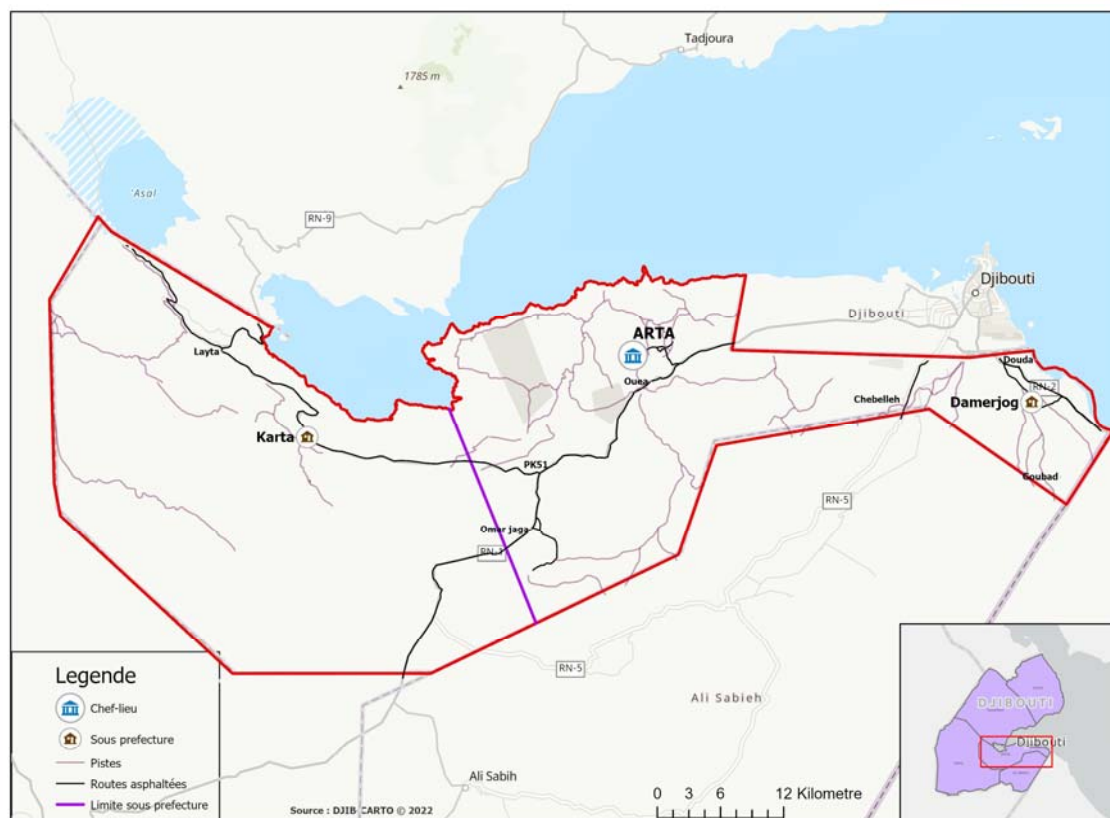 Tadjoura
1785 m
'Asal
RN-9
Djibouti
Djibouti
ARTA
Layta
Ouea
Douda
RN-2
Chebelleh
Damerjog
Karta
PK51
Goubad
RN-5
Omar jaga
RN-1
RN-5
Ali Sabieh
Ali Sabih
Legende
Chef-lieu
Sous prefecture
Pistes
Routes asphaltées
Limite sous prefecture
Source : DJIB-CARTO © 2022
0 3 6 12 Kilometre
DJIBOUTI
Djibouti